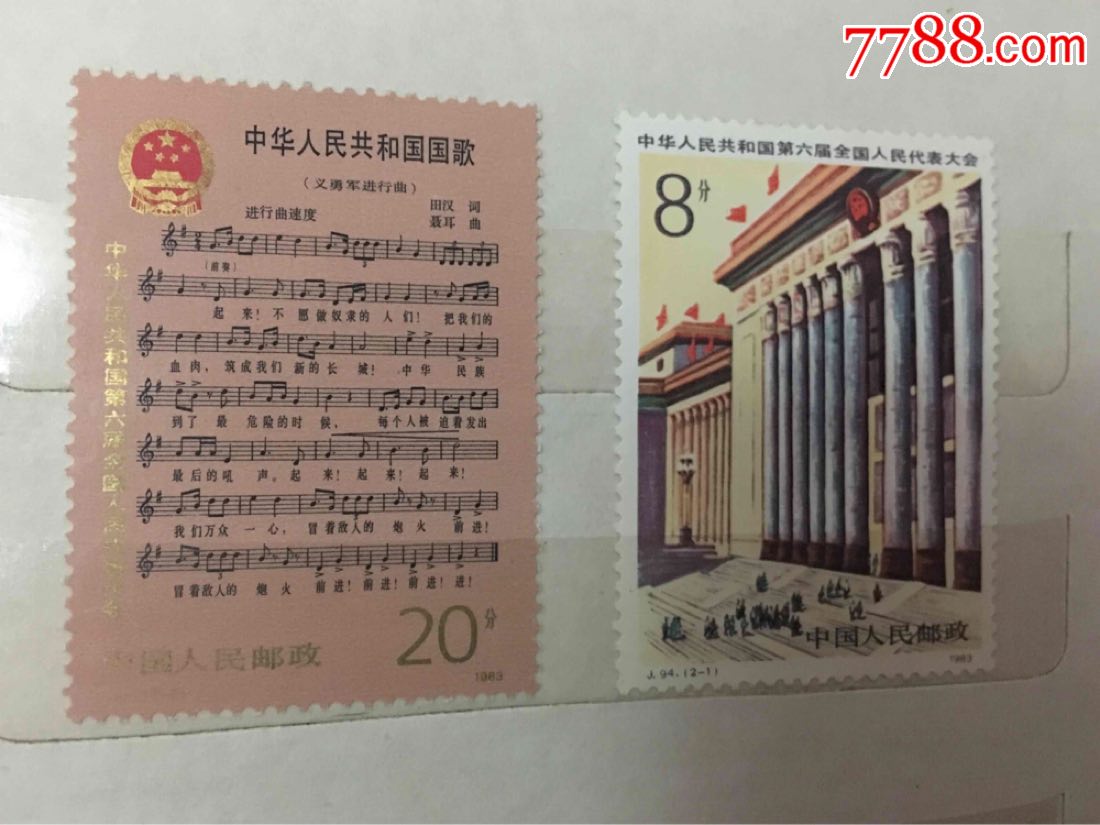 7788.com
中华人民共和国国歌
（义勇军进行曲）
进行曲速度
田汉 词
聂耳 曲
（前奏）
起来！不愿做奴隶的人们！把我们的
血肉，筑成我们新的长城！中华民族
到了最危险的时候，每个人被迫着发出
最后的吼声。起来！起来！起来！
我们万众一心，冒着敌人的炮火前进！
冒着敌人的炮火前进！前进！前进！进！
3
中华人民共和国第六届全国人民代表大会
20分
中国人民邮政
1983
中华人民共和国第六届全国人民代表大会
8分
中国人民邮政
J.94.(2-1)
1983